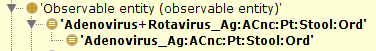 'Observable entity (observable entity)'
'Adenovirus+Rotavirus_Ag:ACnc:Pt:Stool:Ord'
'Adenovirus_Ag:ACnc:Pt:Stool:Ord'